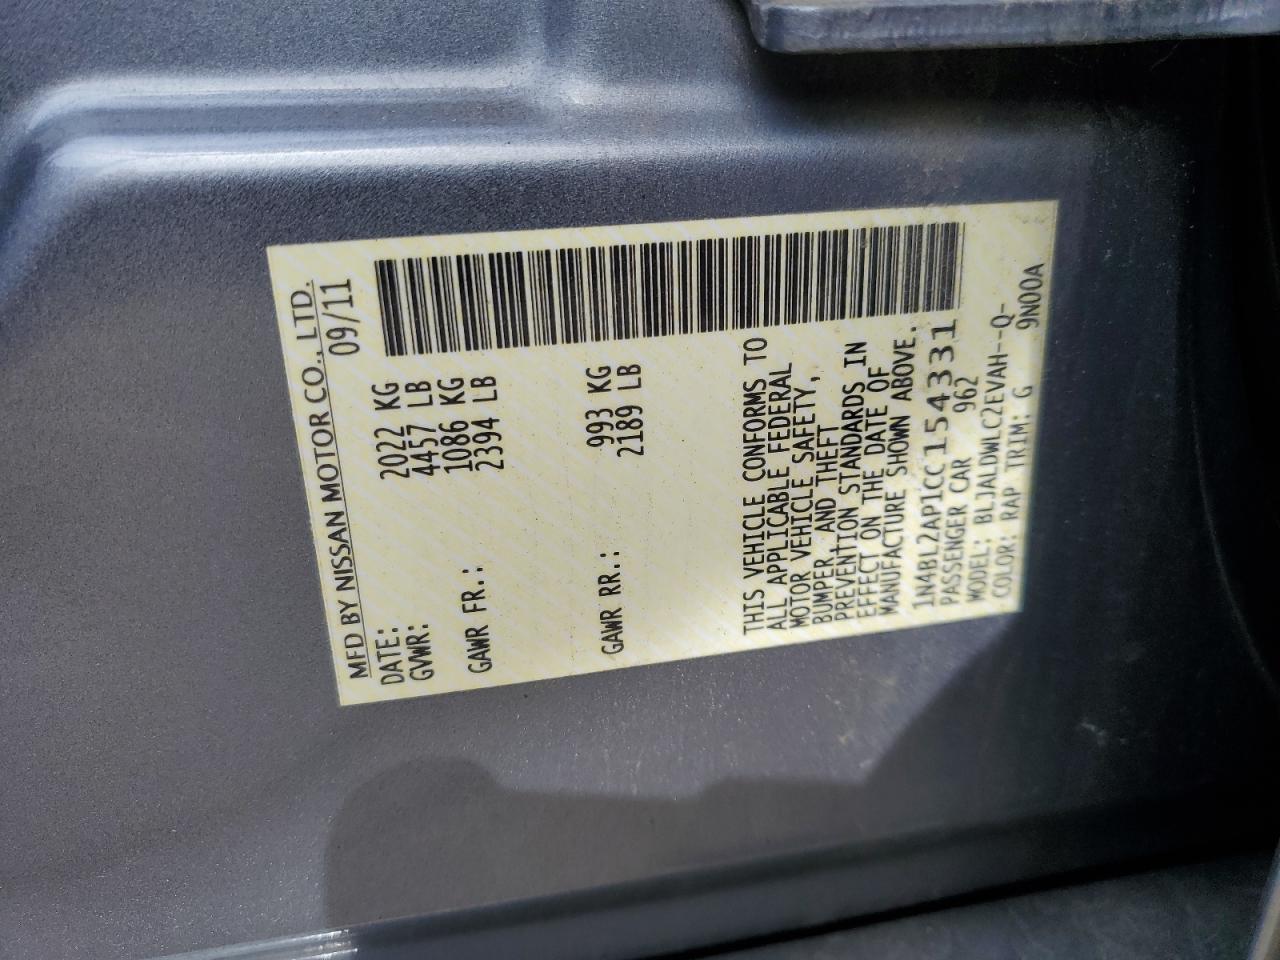 MFD BY NISSAN MOTOR CO., LTD.
DATE: 09/11
GVWR: 2022 KG
4457 LB
GAWR FR.: 1086 KG
2394 LB
GAWR RR.: 993 KG
2189 LB
THIS VEHICLE CONFORMS TO
ALL APPLICABLE FEDERAL
MOTOR VEHICLE SAFETY,
BUMPER AND THEFT
PREVENTION STANDARDS IN
EFFECT ON THE DATE OF
MANUFACTURE SHOWN ABOVE.
1N4BL2AP1CC154331
PASSENGER CAR 962
MODEL: BLJALDWLC2EVAH--Q-
COLOR: RAP TRIM: G 9N00A